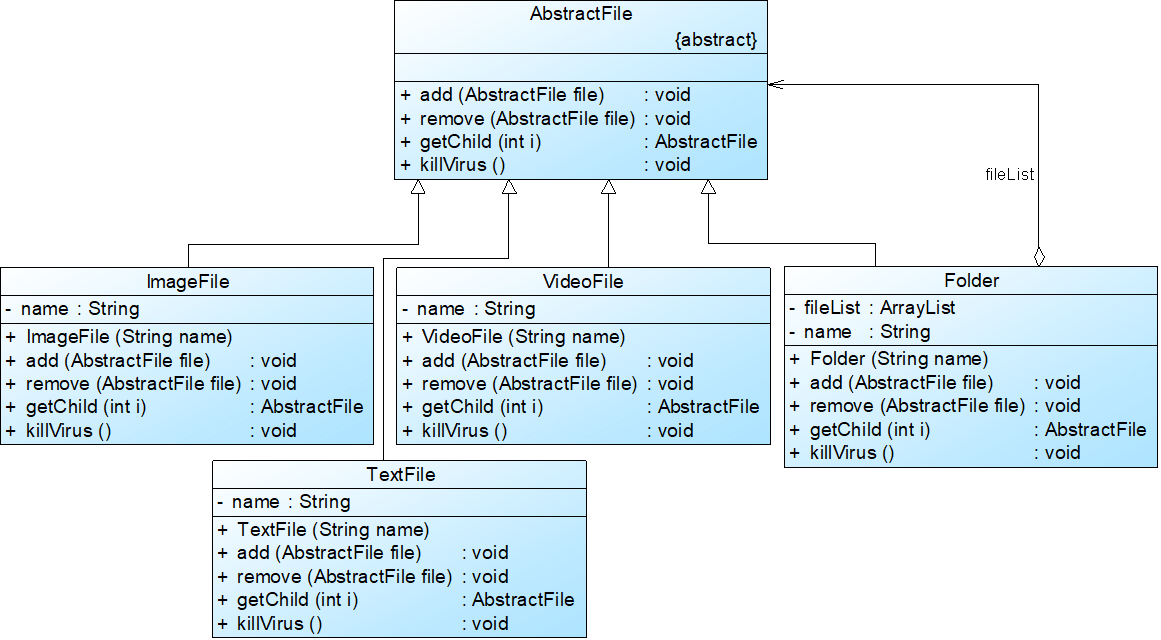 AbstractFile
{abstract}
+ add (AbstractFile file) : void
+ remove (AbstractFile file) : void
+ getChild (int i) : AbstractFile
+ killVirus () : void
fileList
ImageFile
- name : String
+ ImageFile (String name)
+ add (AbstractFile file) : void
+ remove (AbstractFile file) : void
+ getChild (int i) : AbstractFile
+ killVirus () : void
VideoFile
- name : String
+ VideoFile (String name)
+ add (AbstractFile file) : void
+ remove (AbstractFile file) : void
+ getChild (int i) : AbstractFile
+ killVirus () : void
Folder
- fileList : ArrayList
- name : String
+ Folder (String name)
+ add (AbstractFile file) : void
+ remove (AbstractFile file) : void
+ getChild (int i) : AbstractFile
+ killVirus () : void
TextFile
- name : String
+ TextFile (String name)
+ add (AbstractFile file) : void
+ remove (AbstractFile file) : void
+ getChild (int i) : AbstractFile
+ killVirus () : void